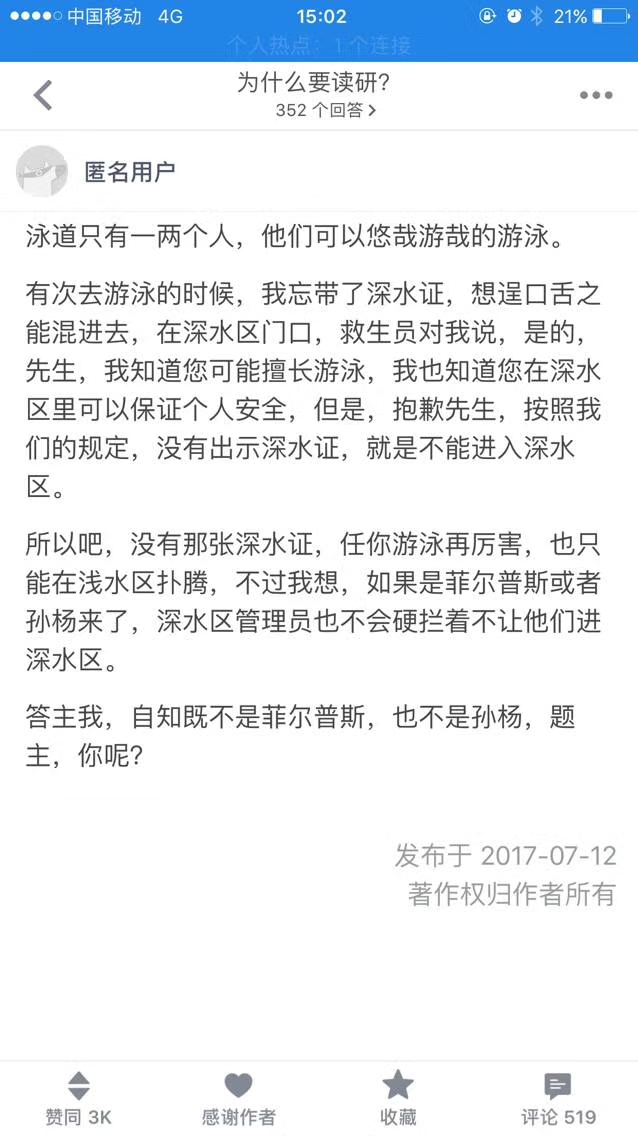 中国移动 4G 15:02 21%
个人热点：1 个连接
为什么要读研?
352 个回答
匿名用户
泳道只有一两个人，他们可以悠哉游哉的游泳。
有次去游泳的时候，我忘带了深水证，想逞口舌之
能混进去，在深水区门口，救生员对我说，是的，
先生，我知道您可能擅长游泳，我也知道您在深水
区里可以保证个人安全，但是，抱歉先生，按照我
们的规定，没有出示深水证，就是不能进入深水
区。
所以吧，没有那张深水证，任你游泳再厉害，也只
能在浅水区扑腾，不过我想，如果是菲尔普斯或者
孙杨来了，深水区管理员也不会硬拦着不让他们进
深水区。
答主我，自知既不是菲尔普斯，也不是孙杨，题
主，你呢?
发布于 2017-07-12
著作权归作者所有
赞同 3K 感谢作者 收藏 评论 519